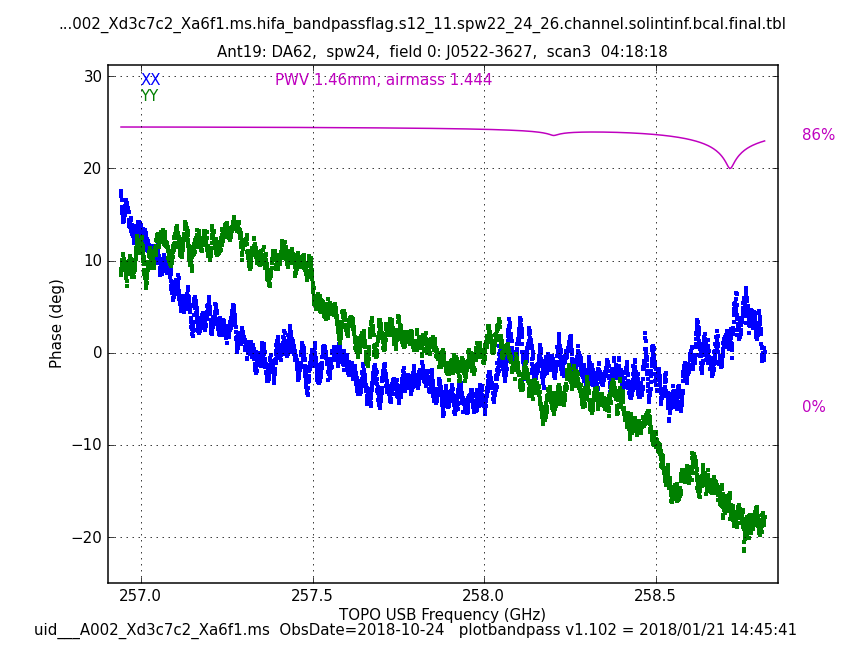 ...002_Xd3c7c2_Xa6f1.ms.hifa_bandpassflag.s12_11.spw22_24_26.channel.solintinf.bcal.final.tbl
Ant19: DA62, spw24, field 0: J0522-3627, scan3 04:18:18
XX
YY
PWV 1.46mm, airmass 1.444
86%
0%
30
20
10
0
−10
−20
Phase (deg)
257.0 257.5 258.0 258.5
TOPO USB Frequency (GHz)
uid___A002_Xd3c7c2_Xa6f1.ms ObsDate=2018-10-24 plotbandpass v1.102 = 2018/01/21 14:45:41